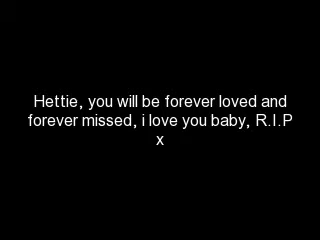 Hettie, you will be forever loved and
forever missed, i love you baby, R.I.P
x